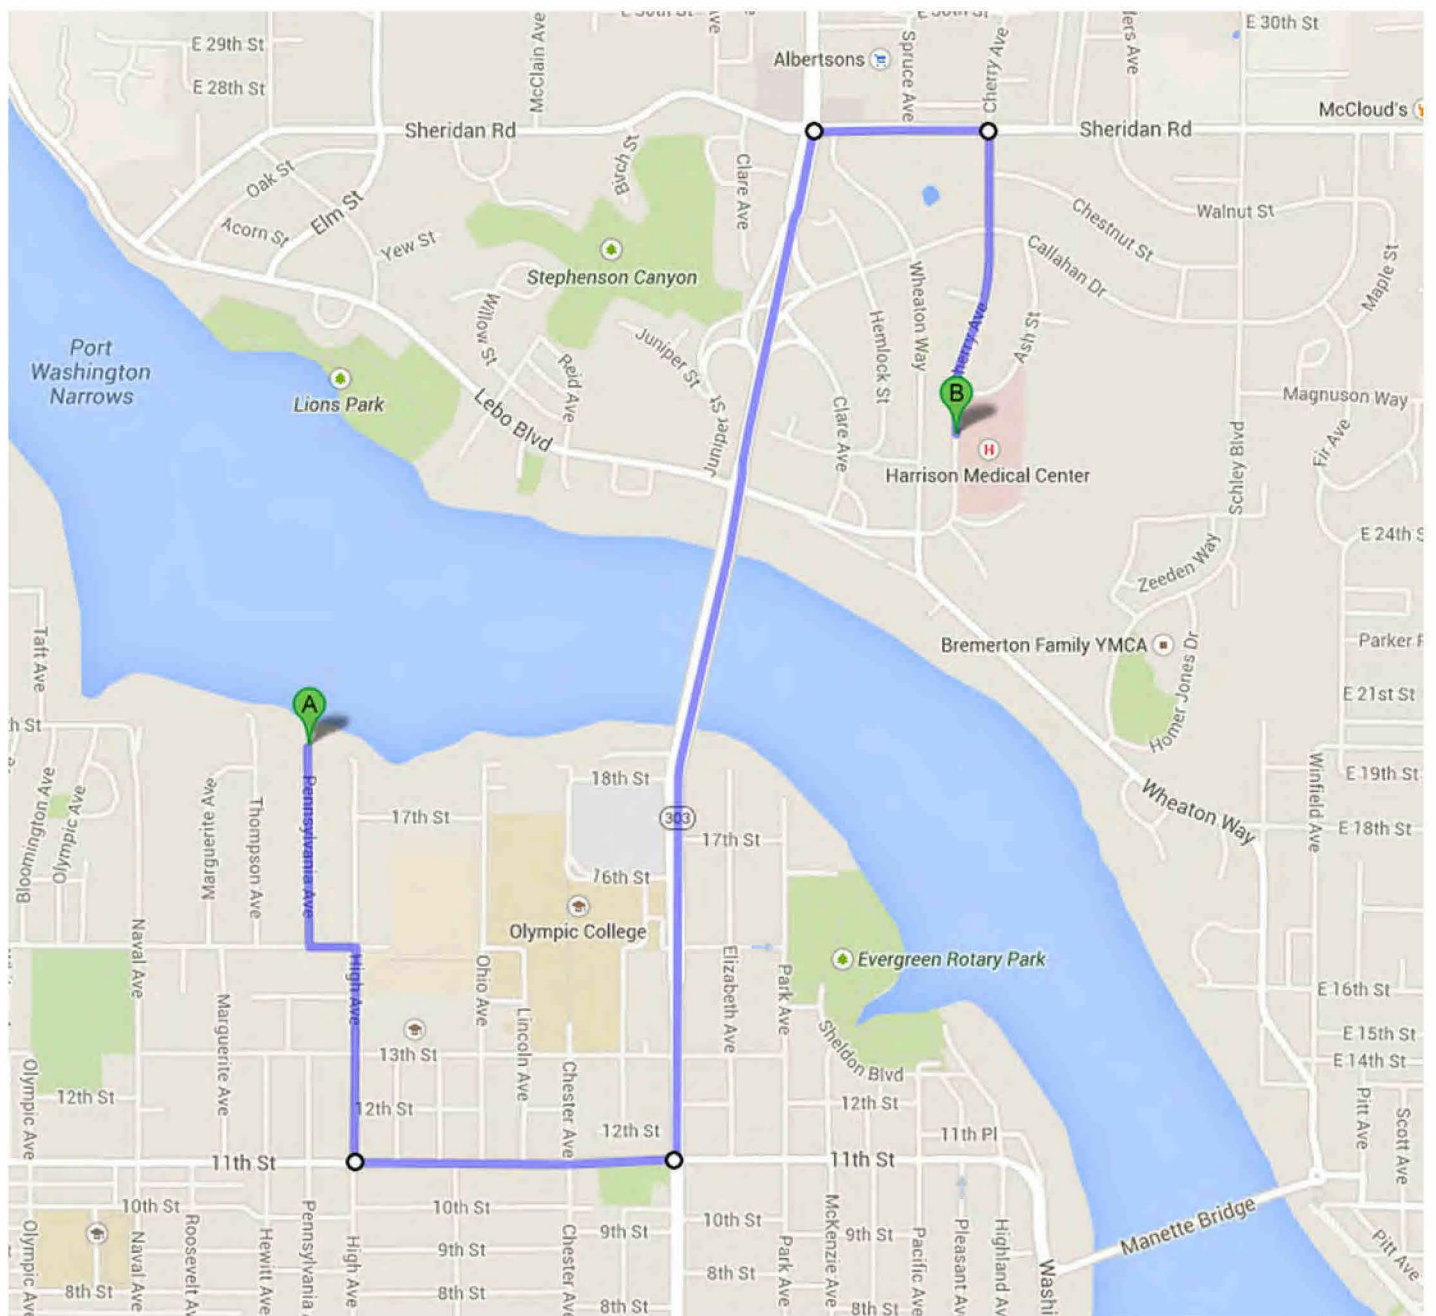 E 30th St
E 30th St
E 29th St
E 28th St
McClain Ave
Albertsons
Spruce Ave
Cherry Ave
E 30th St
McCloud's
Sheridan Rd
Sheridan Rd
Birch St
Clare Ave
Oak St
Elm St
Acorn St
Yew St
Stephenson Canyon
Walnut St
Chestnut St
Callahan Dr
Maple St
Wheaton Way
Willow St
Hemlock St
Cherry Ave
Ash St
Juniper St
Reid Ave
Port
Washington
Narrows
Lions Park
Lebo Blvd
Juniper St
Clare Ave
B
Magnuson Way
Fir Ave
Schley Blvd
H
Harrison Medical Center
E 24th S
Zeeden Way
Taft Ave
Bremerton Family YMCA
Parker
Homer Jones Dr
E 21st St
A
h St
18th St
E 19th St
Wheaton Way
Winfield Ave
Bloomington Ave
Olympic Ave
Marguerite Ave
Thompson Ave
Pennsylvania Ave
17th St
303
17th St
E 18th St
16th St
Olympic College
Naval Ave
High Ave
Ohio Ave
Elizabeth Ave
Park Ave
Evergreen Rotary Park
E 16th St
Marguerite Ave
Lincoln Ave
13th St
Sheldon Blvd
E 15th St
E 14th St
Olympic Ave
12th St
12th St
Chester Ave
12th St
12th St
11th Pl
Pitt Ave
Scott Ave
11th St
11th St
10th St
10th St
9th St
10th St
9th St
Manette Bridge
Pitt Ave
Olympic Ave
Naval Ave
Roosevelt Av
Hewitt Ave
Pennsylvania
High Ave
9th St
Chester Ave
Park Ave
McKenzie Ave
Pacific Ave
Pleasant Av
Highland Av
Washi
8th St
8th St
8th St
8th St
8th St